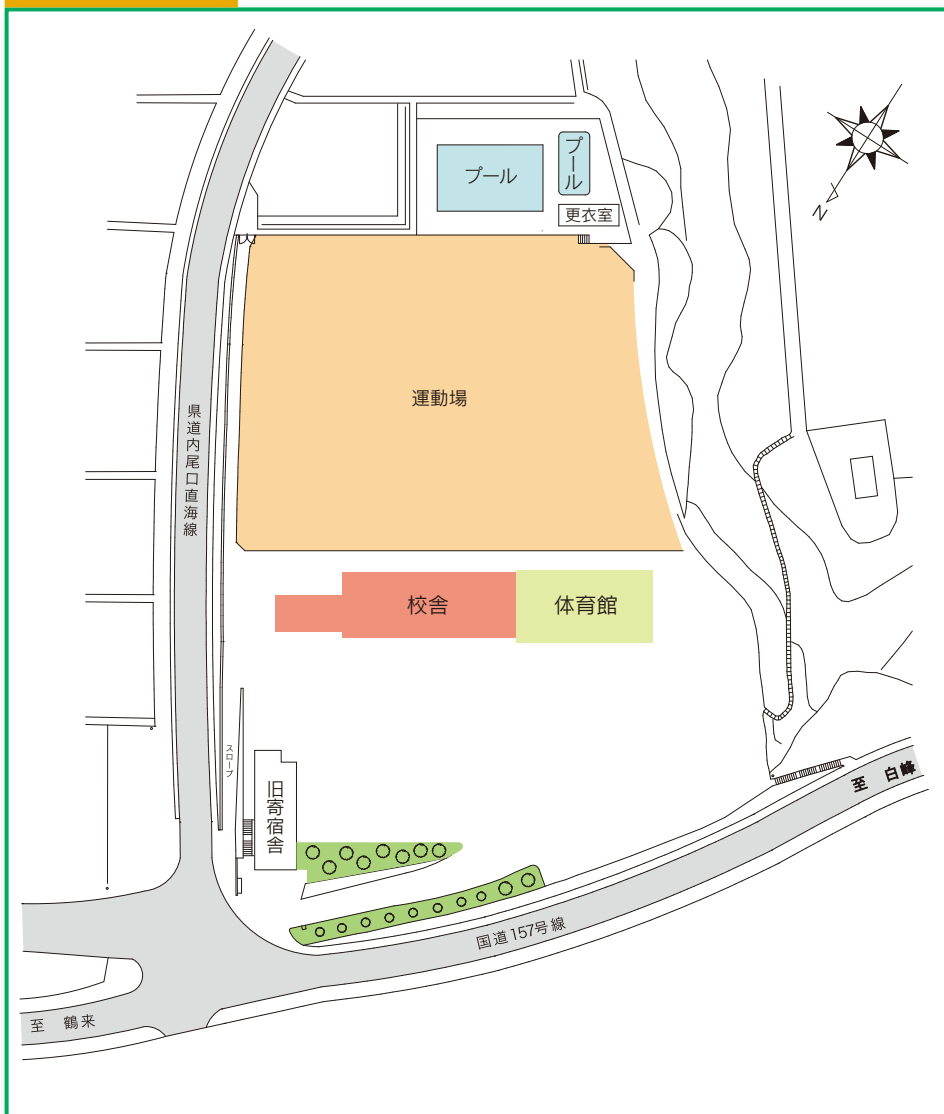 プール
プール
更衣室
N
運動場
県道内尾口直海線
校舎
体育館
スロープ
旧寄宿舎
至 白峰
国道157号線
至 鶴来